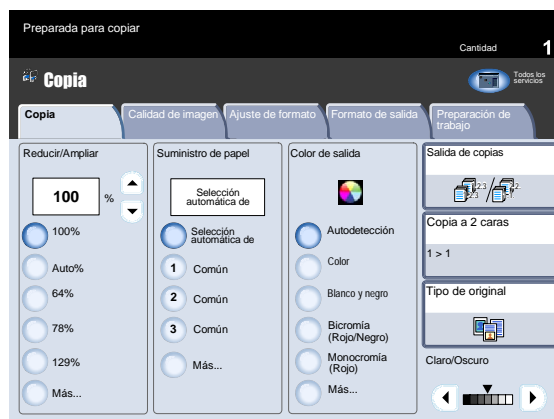 Preparada para copiar
Cantidad
1
Copia
Todos los
servicios
Copia
Calidad de imagen
Ajuste de formato
Formato de salida
Preparación de
trabajo
Reducir/Ampliar
100
%
100%
Auto%
64%
78%
129%
Más...
Suministro de papel
Selección
automática de
Selección
automática de
1 Común
2 Común
3 Común
Más...
Color de salida
Autodetección
Color
Blanco y negro
Bicromía
(Rojo/Negro)
Monocromía
(Rojo)
Más...
Salida de copias
Copia a 2 caras
1 > 1
Tipo de original
Claro/Oscuro